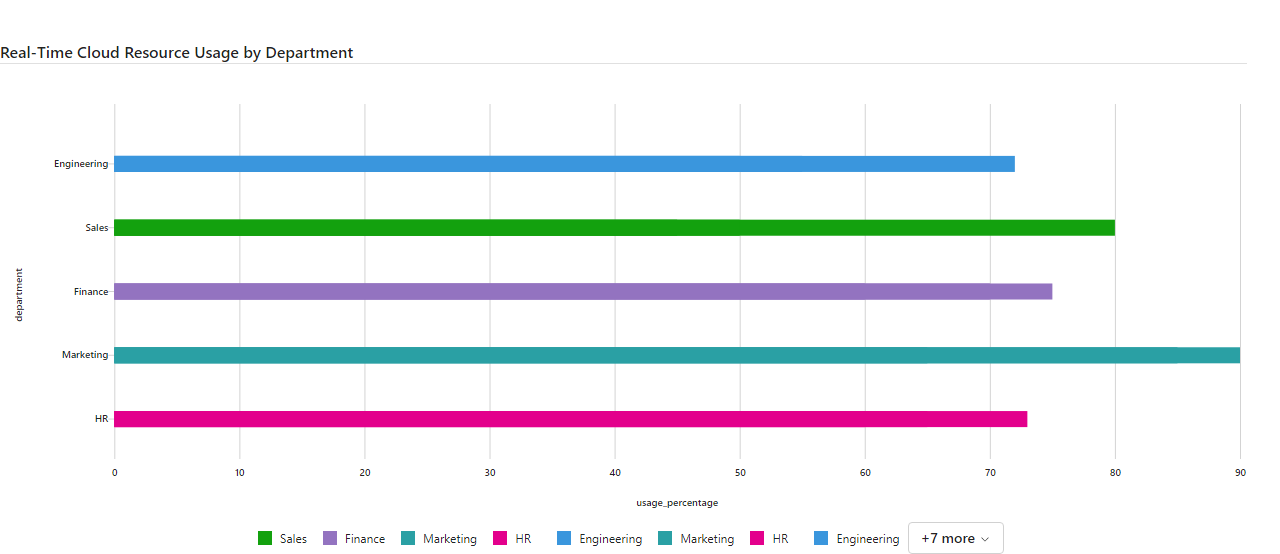 Real-Time Cloud Resource Usage by Department
department
Engineering
Sales
Finance
Marketing
HR
0 10 20 30 40 50 60 70 80 90
usage_percentage
Sales Finance Marketing HR Engineering Marketing HR Engineering +7 more